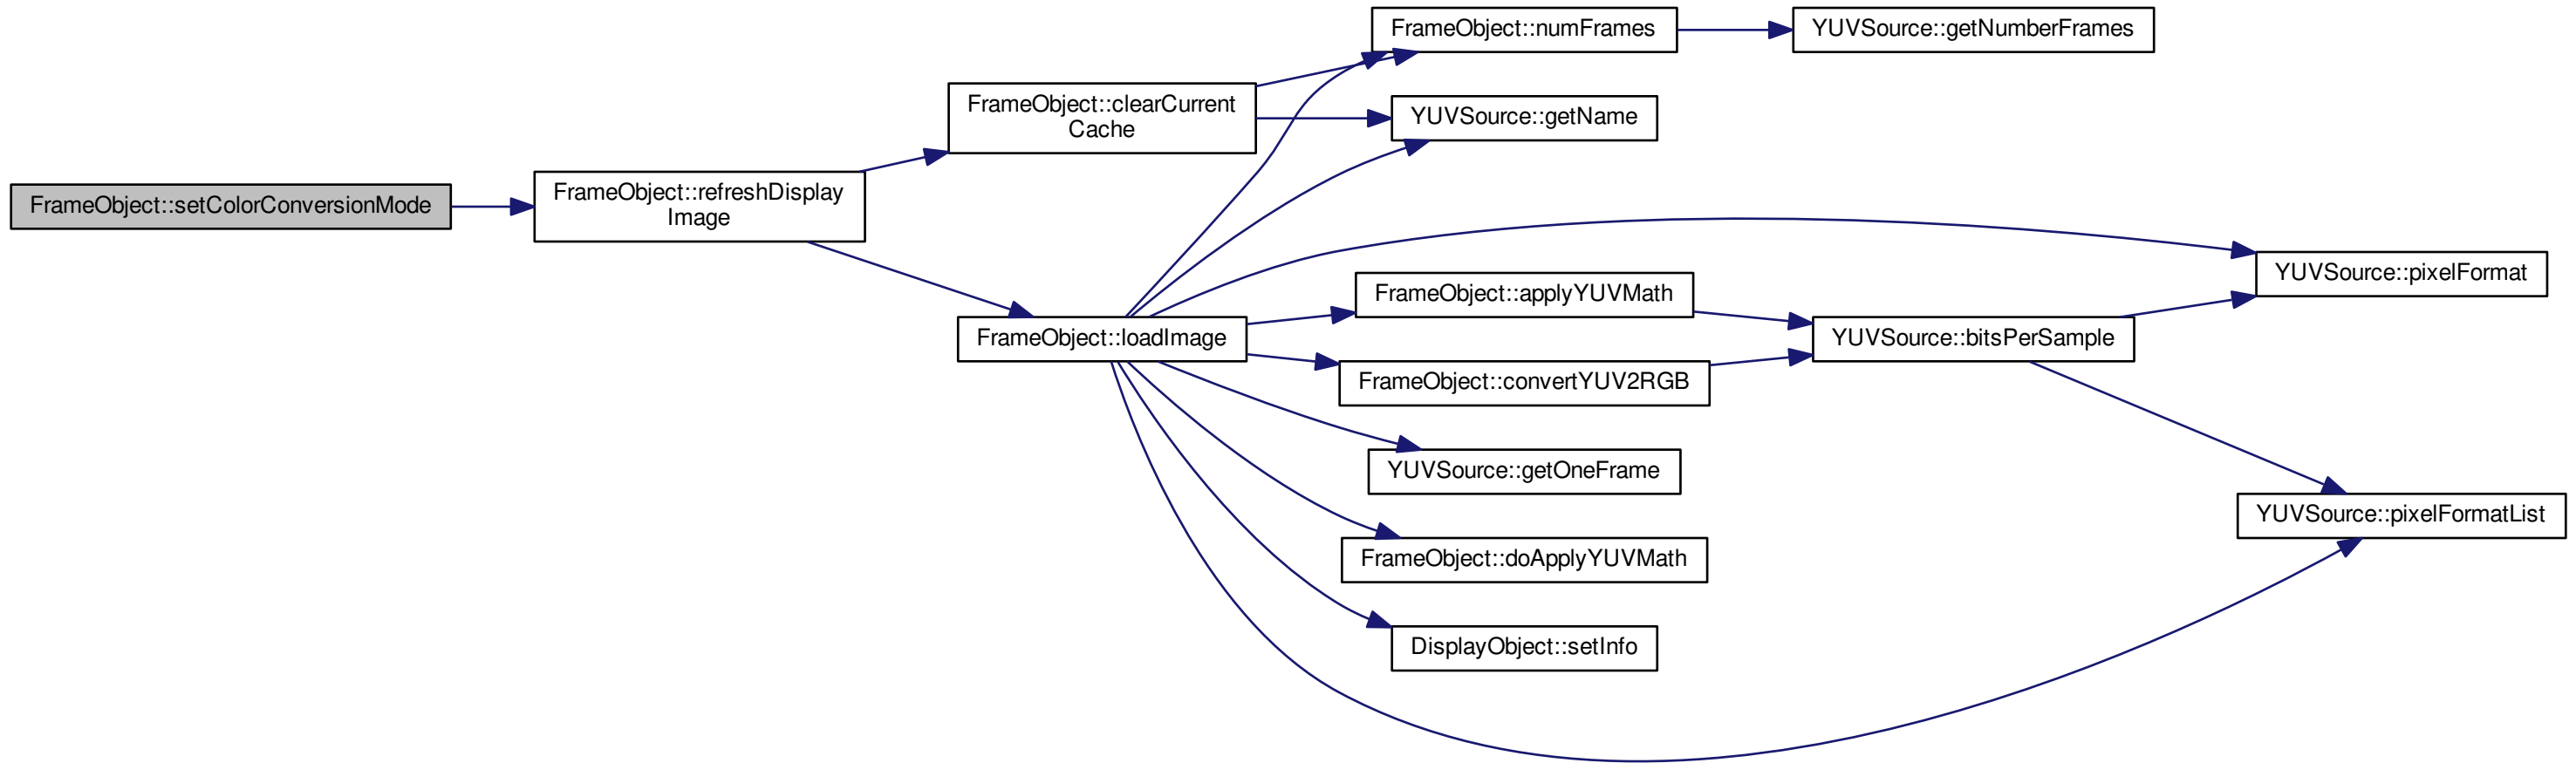 FrameObject::numFrames
YUVSource::getNumberFrames
FrameObject::clearCurrent
Cache
YUVSource::getName
FrameObject::setColorConversionMode
FrameObject::refreshDisplay
Image
YUVSource::pixelFormat
FrameObject::applyYUVMath
FrameObject::loadImage
YUVSource::bitsPerSample
FrameObject::convertYUV2RGB
YUVSource::getOneFrame
YUVSource::pixelFormatList
FrameObject::doApplyYUVMath
DisplayObject::setInfo